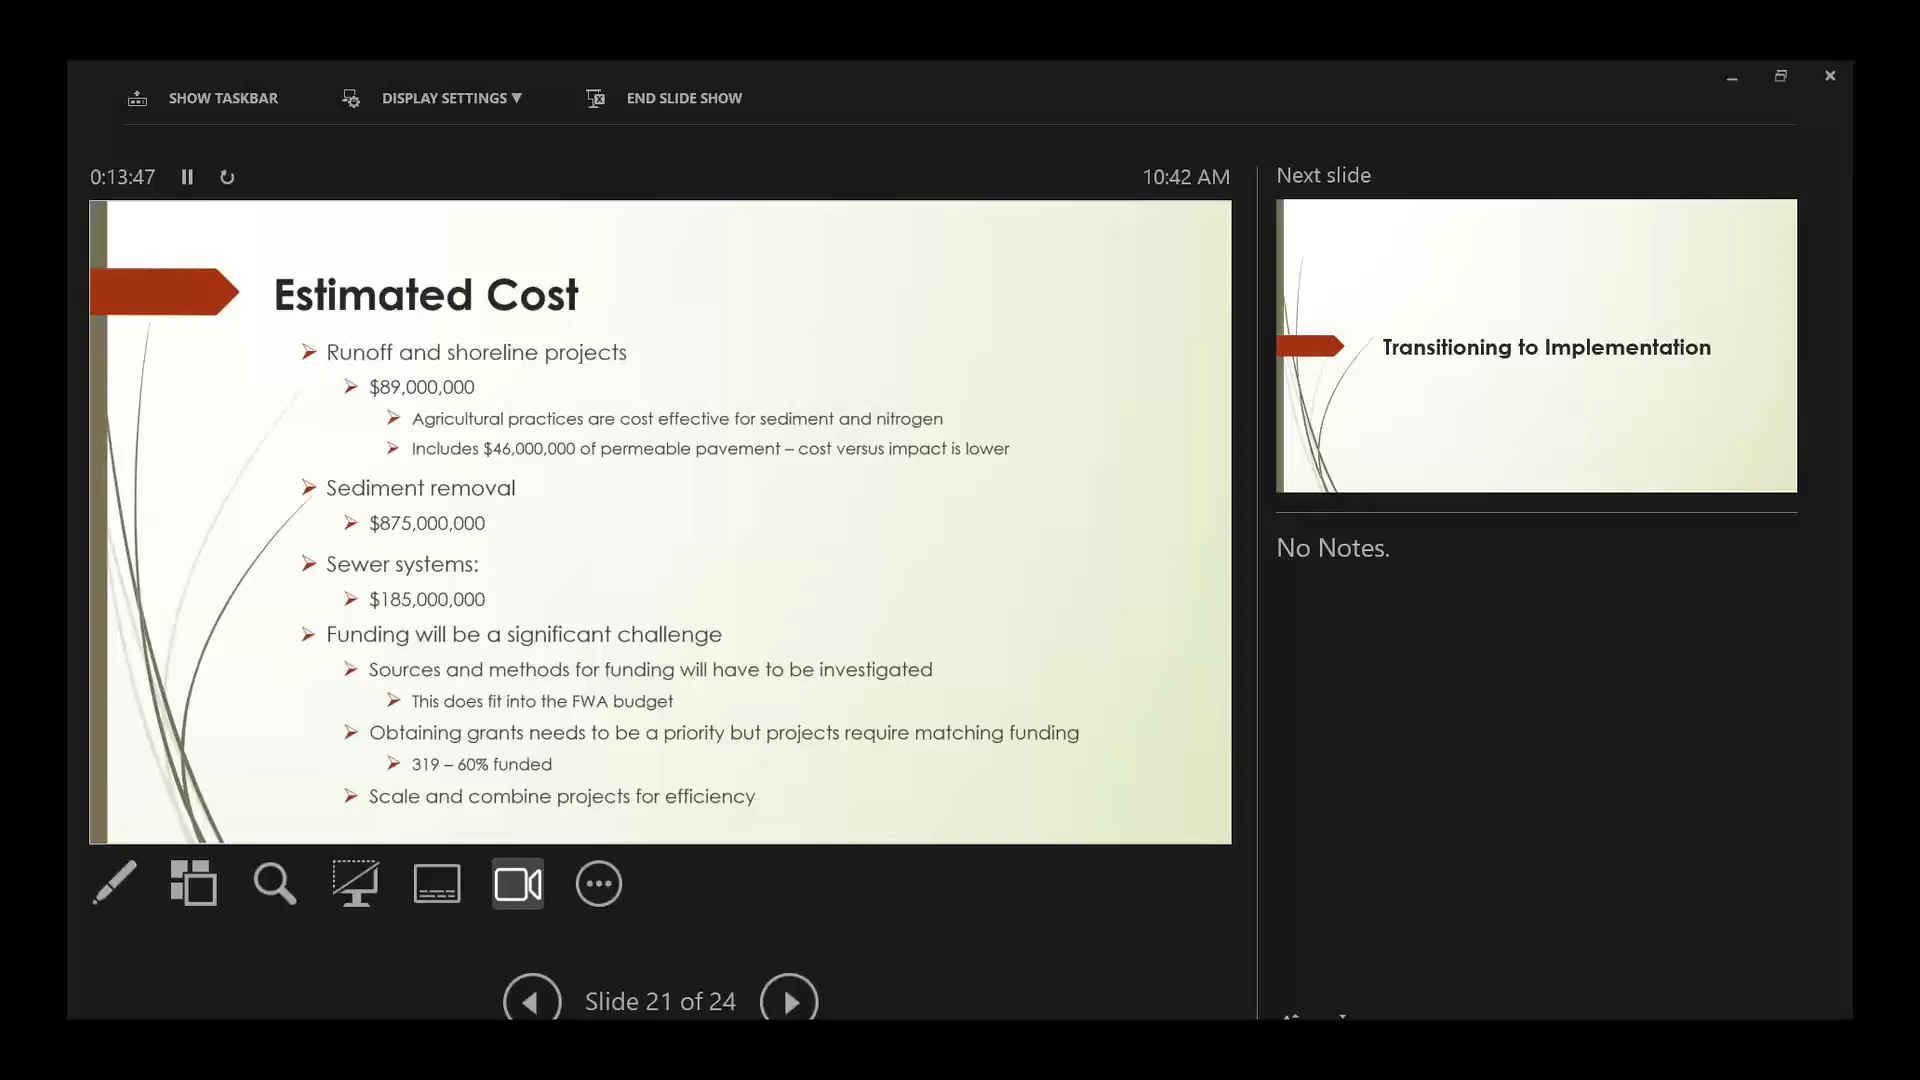 SHOW TASKBAR
DISPLAY SETTINGS ▼
END SLIDE SHOW
0:13:47
10:42 AM
Estimated Cost
Runoff and shoreline projects
$89,000,000
Agricultural practices are cost effective for sediment and nitrogen
Includes $46,000,000 of permeable pavement – cost versus impact is lower
Sediment removal
$875,000,000
Sewer systems:
$185,000,000
Funding will be a significant challenge
Sources and methods for funding will have to be investigated
This does fit into the FWA budget
Obtaining grants needs to be a priority but projects require matching funding
319 – 60% funded
Scale and combine projects for efficiency
Slide 21 of 24
Next slide
Transitioning to Implementation
No Notes.